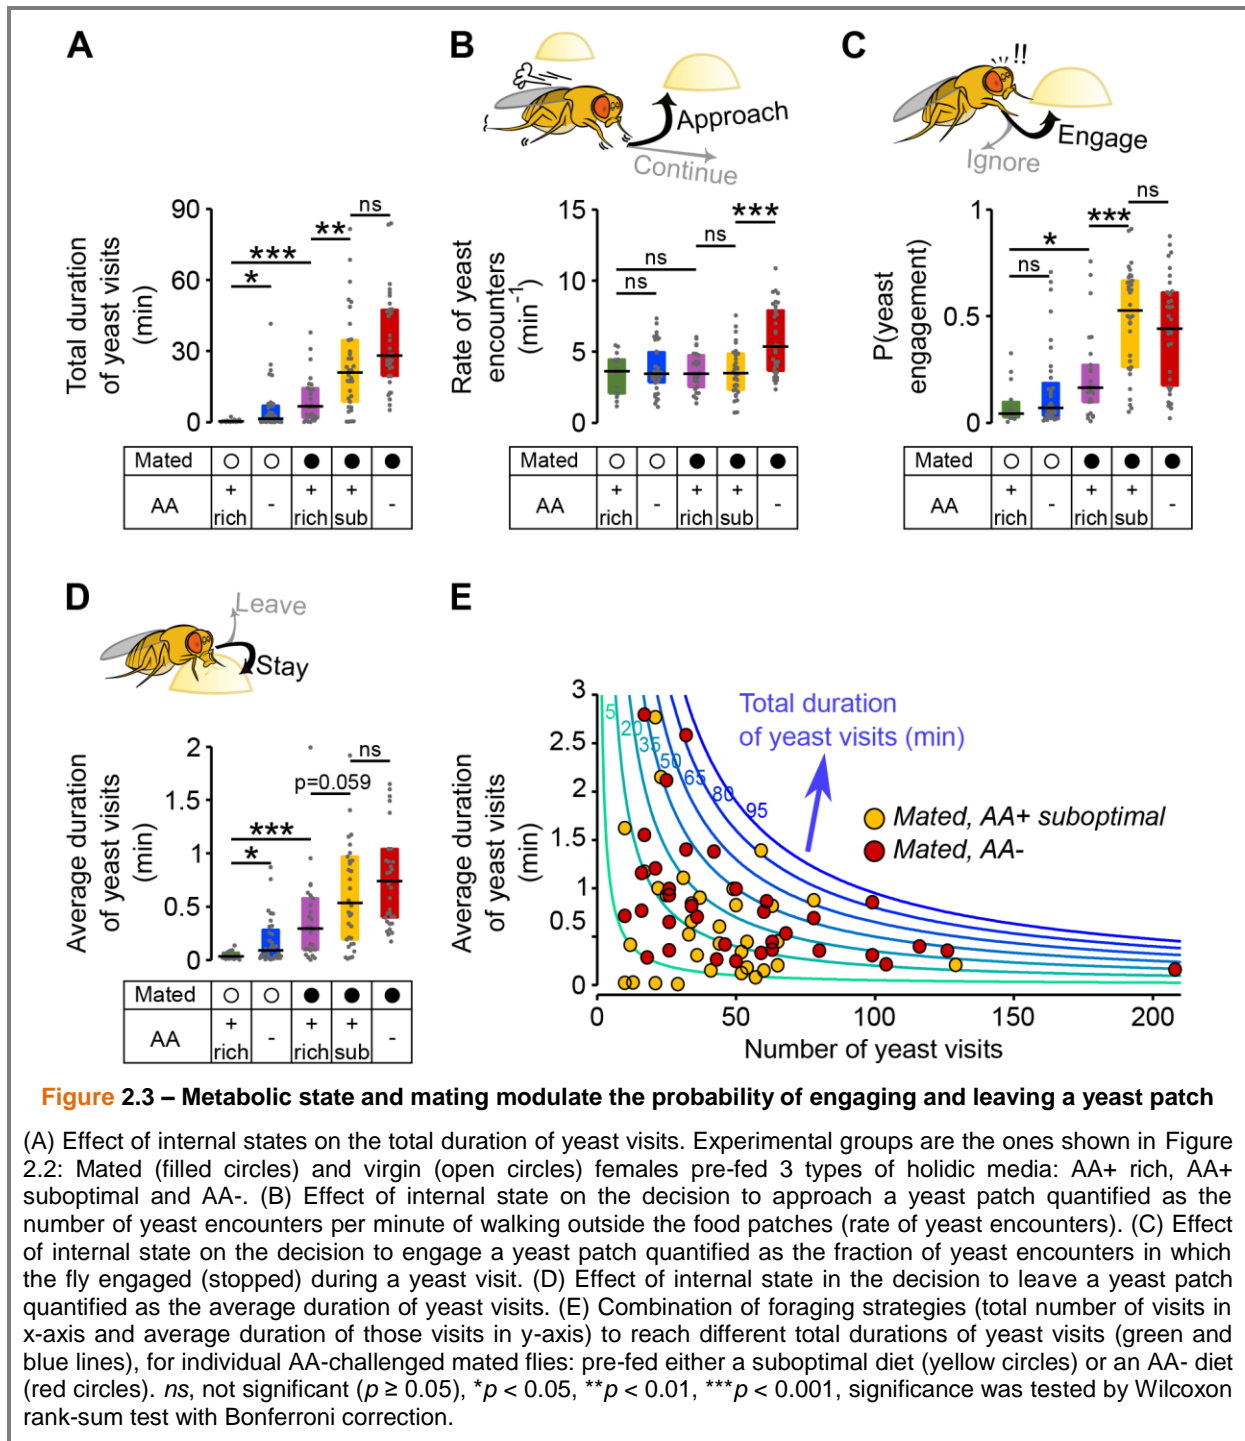 A
B
C
Approach
Continue
!!
Engage
Ignore
Total duration
of yeast visits
(min)
90
60
30
0
*
***
**
ns
Mated
AA
+
rich
-
+
rich
+
sub
-
Rate of yeast
encounters
(min-1)
15
10
5
0
ns
ns
ns
***
Mated
AA
+
rich
-
+
rich
+
sub
-
P(yeast
engagement)
1
0.5
0
ns
*
***
ns
Mated
AA
+
rich
-
+
rich
+
sub
-
D
Leave
Stay
Average duration
of yeast visits
(min)
2
1.5
1
0.5
0
*
***
p=0.059
ns
Mated
AA
+
rich
-
+
rich
+
sub
-
E
Average duration
of yeast visits
(min)
3
2.5
2
1.5
1
0.5
0
5
20
35
50
65
80
95
Total duration
of yeast visits (min)
Mated, AA+ suboptimal
Mated, AA-
0
50
100
150
200
Number of yeast visits
Figure 2.3 – Metabolic state and mating modulate the probability of engaging and leaving a yeast patch
(A) Effect of internal states on the total duration of yeast visits. Experimental groups are the ones shown in Figure
2.2: Mated (filled circles) and virgin (open circles) females pre-fed 3 types of holidic media: AA+ rich, AA+
suboptimal and AA-. (B) Effect of internal state on the decision to approach a yeast patch quantified as the
number of yeast encounters per minute of walking outside the food patches (rate of yeast encounters). (C) Effect
of internal state on the decision to engage a yeast patch quantified as the fraction of yeast encounters in which
the fly engaged (stopped) during a yeast visit. (D) Effect of internal state in the decision to leave a yeast patch
quantified as the average duration of yeast visits. (E) Combination of foraging strategies (total number of visits in
x-axis and average duration of those visits in y-axis) to reach different total durations of yeast visits (green and
blue lines), for individual AA-challenged mated flies: pre-fed either a suboptimal diet (yellow circles) or an AA- diet
(red circles). ns, not significant (p ≥ 0.05), *p < 0.05, **p < 0.01, ***p < 0.001, significance was tested by Wilcoxon
rank-sum test with Bonferroni correction.